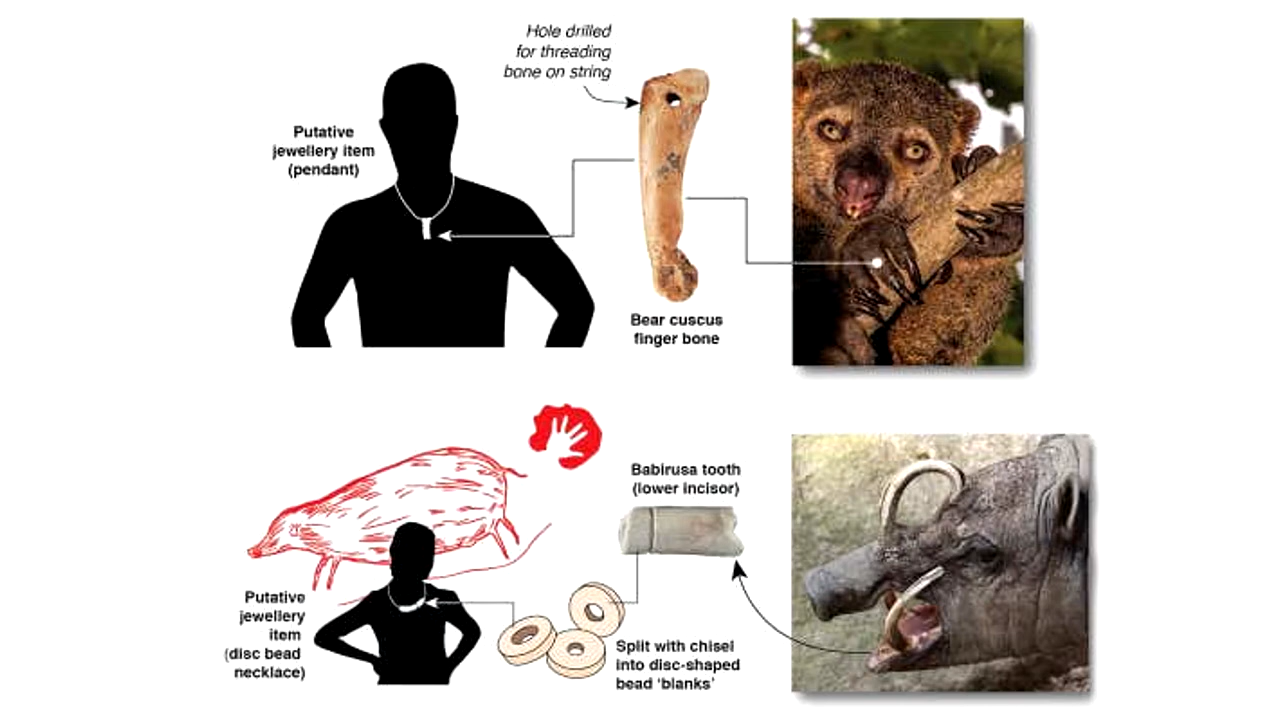 Hole drilled
for threading
bone on string
Putative
jewellery item
(pendant)
Bear cuscus
finger bone
Babirusa tooth
(lower incisor)
Putative
jewellery
item
(disc bead
necklace)
Split with chisel
into disc-shaped
bead ‘blanks’